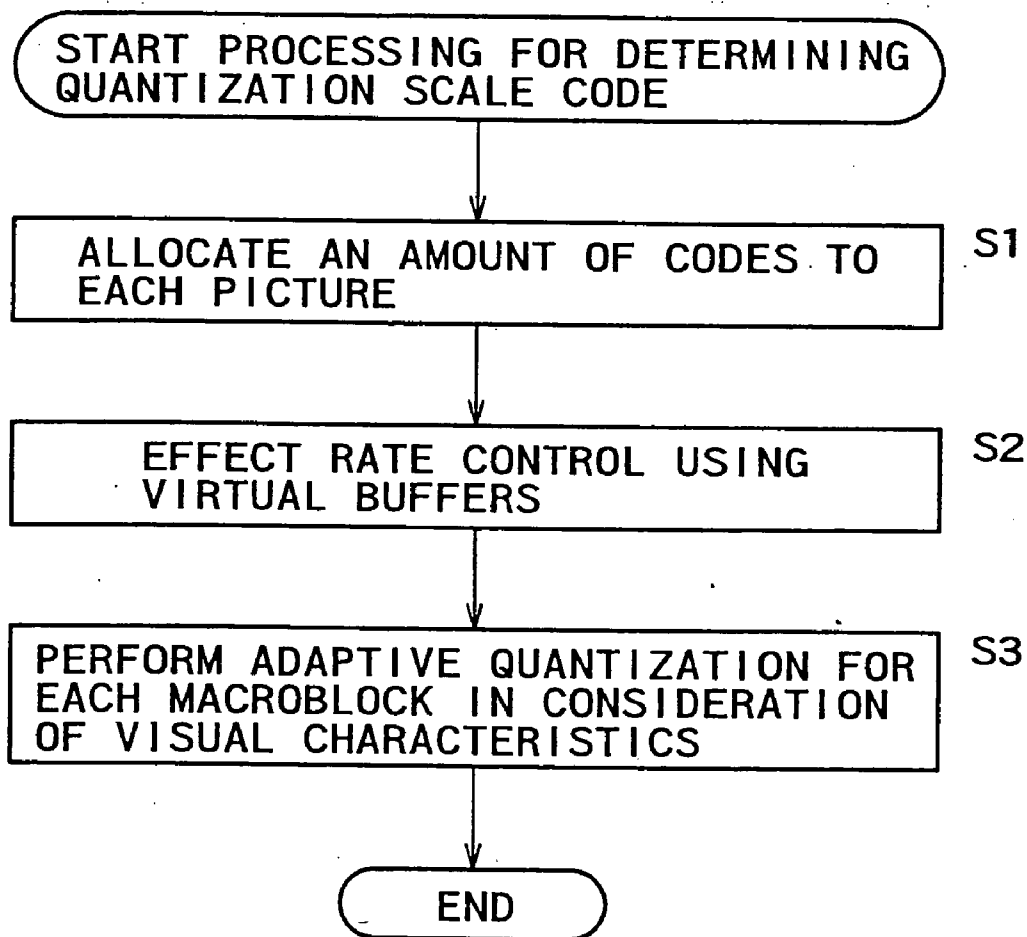 START PROCESSING FOR DETERMINING
QUANTIZATION SCALE CODE
ALLOCATE AN AMOUNT OF CODES TO
EACH PICTURE
S1
EFFECT RATE CONTROL USING
VIRTUAL BUFFERS
S2
PERFORM ADAPTIVE QUANTIZATION FOR
EACH MACROBLOCK IN CONSIDERATION
OF VISUAL CHARACTERISTICS
S3
END